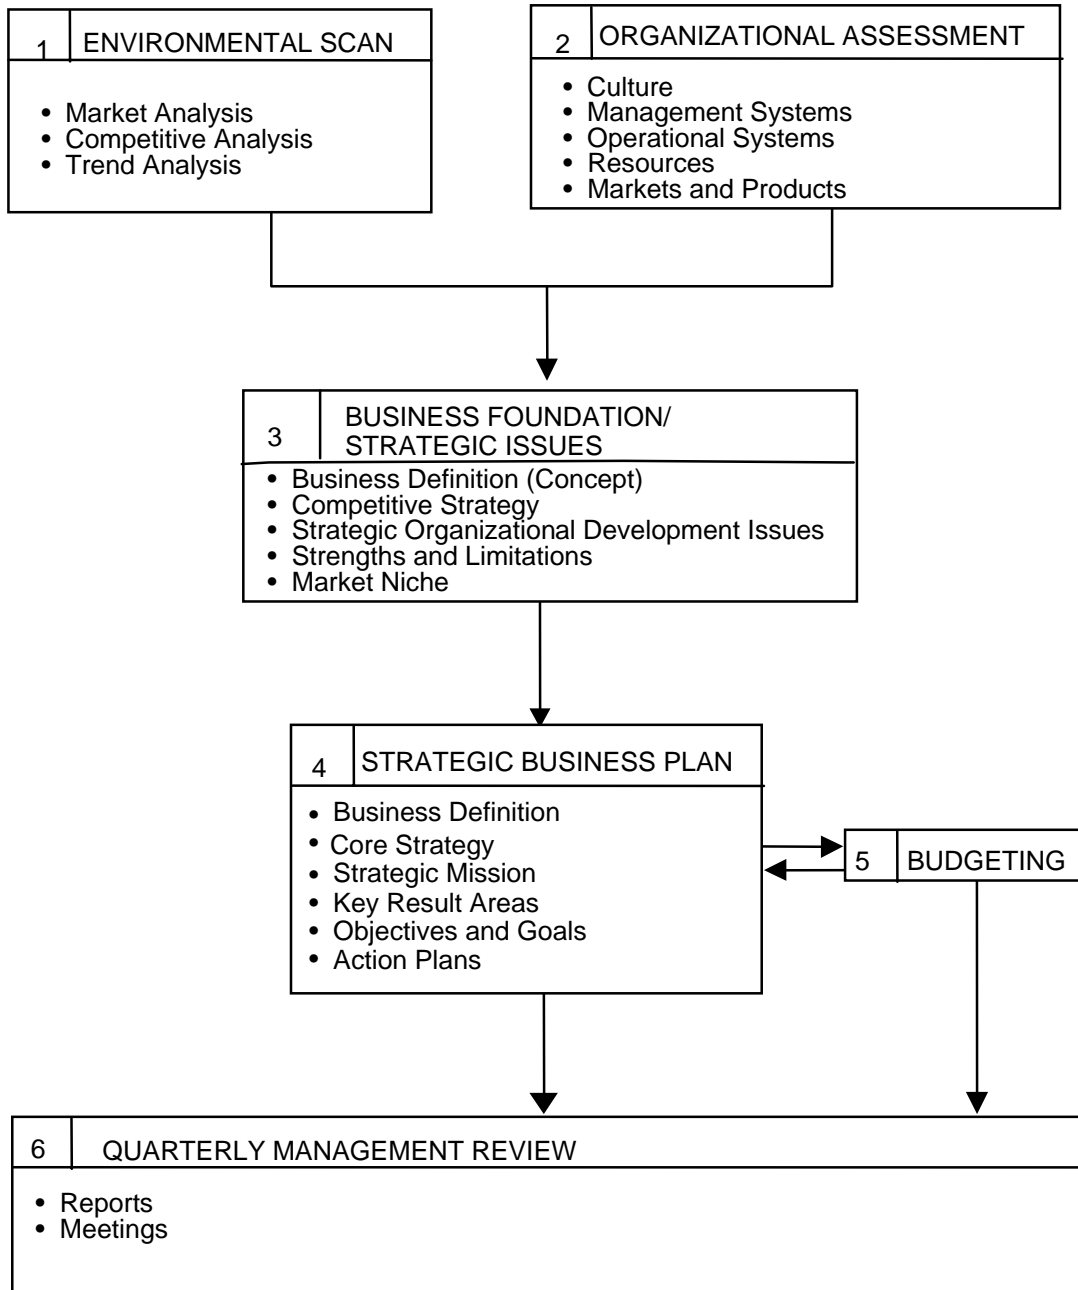 1 ENVIRONMENTAL SCAN
• Market Analysis
• Competitive Analysis
• Trend Analysis
2 ORGANIZATIONAL ASSESSMENT
• Culture
• Management Systems
• Operational Systems
• Resources
• Markets and Products
3 BUSINESS FOUNDATION/
STRATEGIC ISSUES
• Business Definition (Concept)
• Competitive Strategy
• Strategic Organizational Development Issues
• Strengths and Limitations
• Market Niche
4 STRATEGIC BUSINESS PLAN
• Business Definition
• Core Strategy
• Strategic Mission
• Key Result Areas
• Objectives and Goals
• Action Plans
5 BUDGETING
6 QUARTERLY MANAGEMENT REVIEW
• Reports
• Meetings